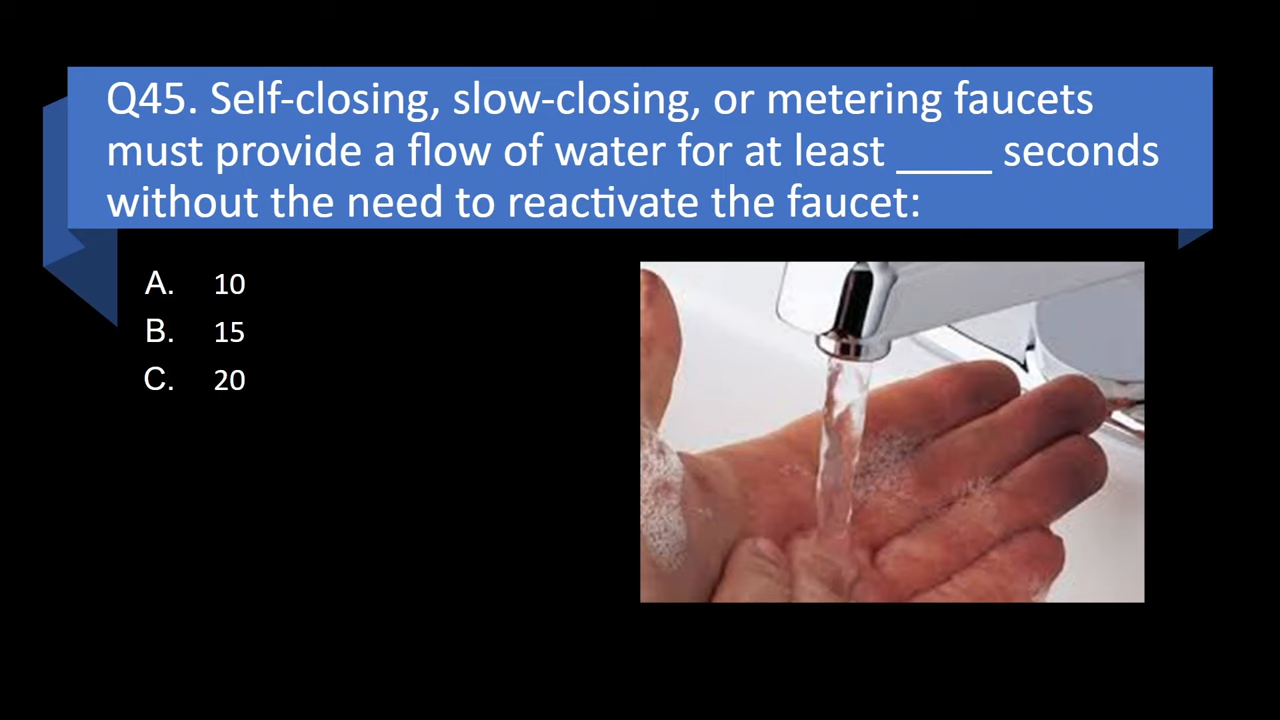 Q45. Self-closing, slow-closing, or metering faucets
must provide a flow of water for at least ____ seconds
without the need to reactivate the faucet:
A. 10
B. 15
C. 20